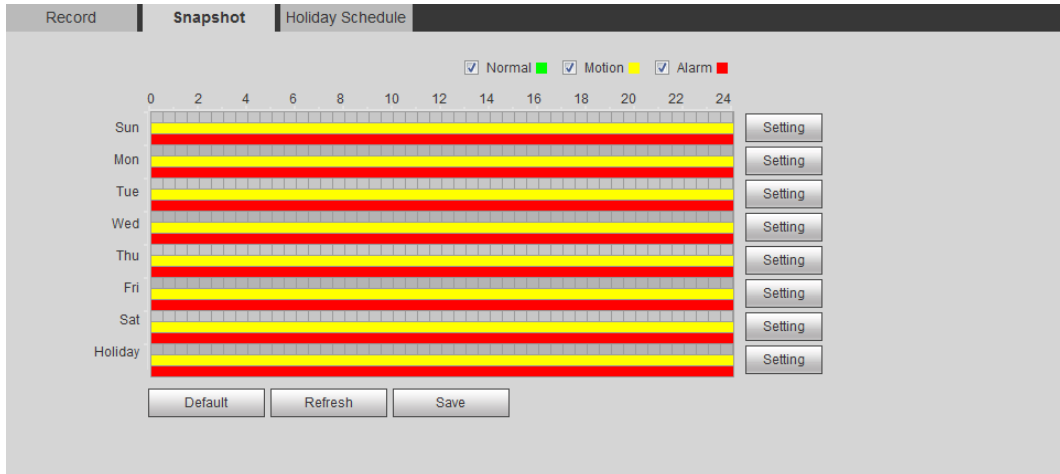 Record Snapshot Holiday Schedule
Normal Motion Alarm
0 2 4 6 8 10 12 14 16 18 20 22 24
Sun Setting
Mon Setting
Tue Setting
Wed Setting
Thu Setting
Fri Setting
Sat Setting
Holiday Setting
Default Refresh Save